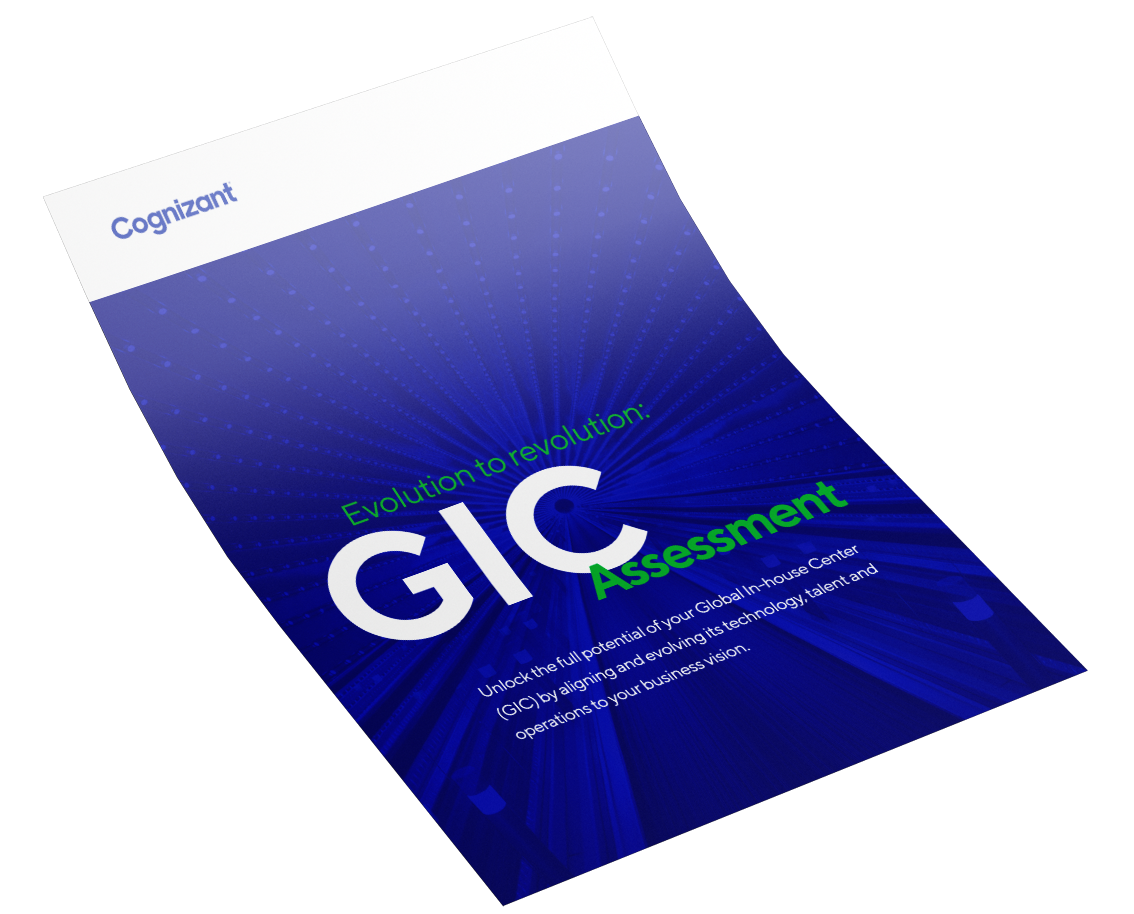 Cognizant
Evolution to revolution:
GIC
Assessment
Unlock the full potential of your Global In-house Center
(GIC) by aligning and evolving its technology, talent and
operations to your business vision.